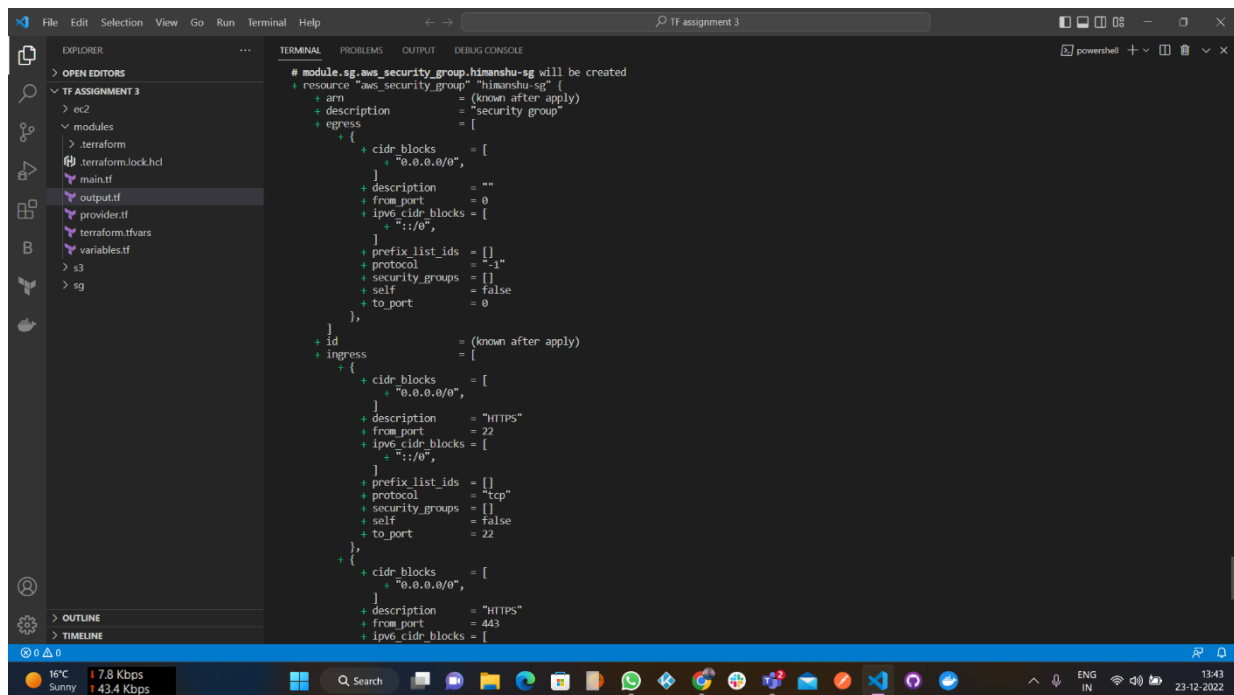 File Edit Selection View Go Run Terminal Help
TF assignment 3
EXPLORER
OPEN EDITORS
TF ASSIGNMENT 3
ec2
modules
.terraform
.terraform.lock.hcl
main.tf
output.tf
provider.tf
terraform.tfvars
variables.tf
s3
sg
OUTLINE
TIMELINE
TERMINAL PROBLEMS OUTPUT DEBUG CONSOLE
powershell
# module.sg.aws_security_group.himanshu-sg will be created
+ resource "aws_security_group" "himanshu-sg" {
+ arn = (known after apply)
+ description = "security group"
+ egress = [
+ {
+ cidr_blocks = [
+ "0.0.0.0/0",
]
+ description = ""
+ from_port = 0
+ ipv6_cidr_blocks = [
+ "::/0",
]
+ prefix_list_ids = []
+ protocol = "-1"
+ security_groups = []
+ self = false
+ to_port = 0
},
]
+ id = (known after apply)
+ ingress = [
+ {
+ cidr_blocks = [
+ "0.0.0.0/0",
]
+ description = "HTTPS"
+ from_port = 22
+ ipv6_cidr_blocks = [
+ "::/0",
]
+ prefix_list_ids = []
+ protocol = "tcp"
+ security_groups = []
+ self = false
+ to_port = 22
},
+ {
+ cidr_blocks = [
+ "0.0.0.0/0",
]
+ description = "HTTPS"
+ from_port = 443
+ ipv6_cidr_blocks = [
0 0
16°C
Sunny
7.8 Kbps
43.4 Kbps
Search
ENG
IN
13:43
23-12-2022